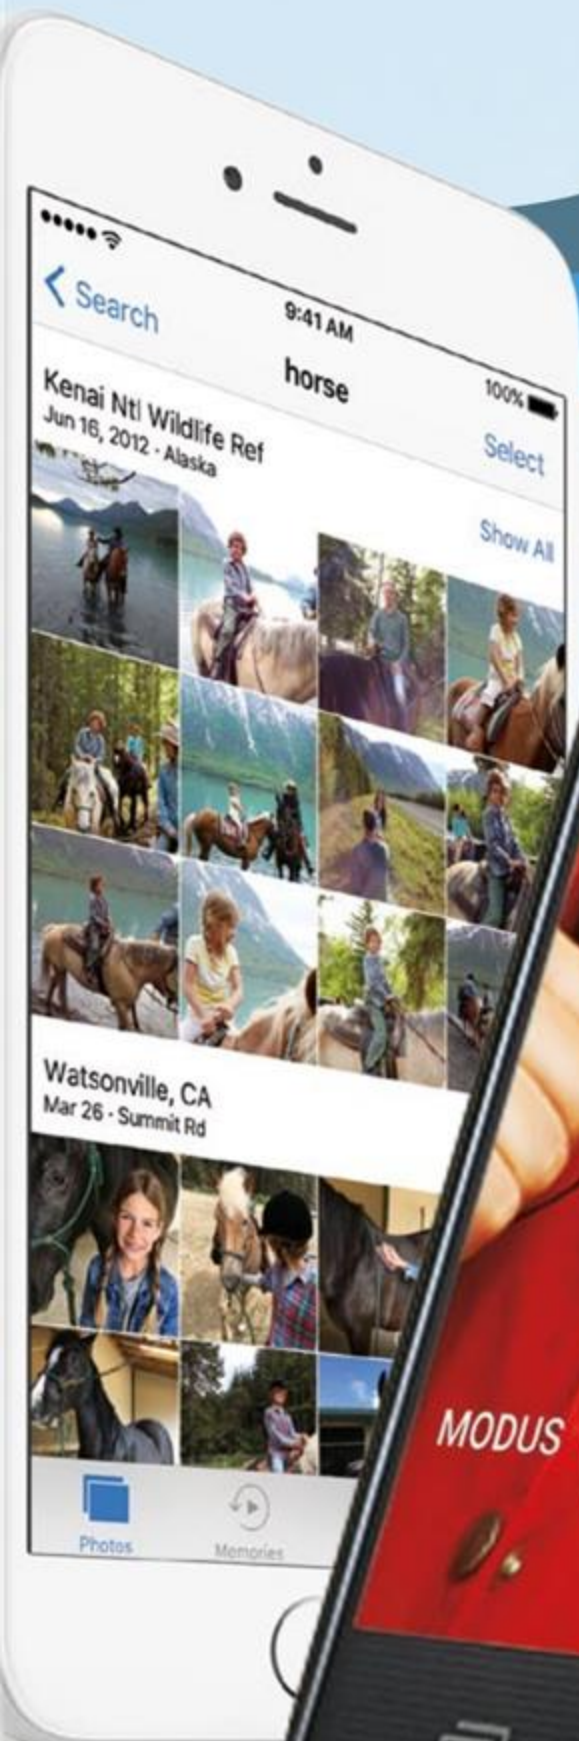 Search
9:41 AM
100%
horse
Select
Kenai Ntl Wildlife Ref
Jun 16, 2012 · Alaska
Show All
Watsonville, CA
Mar 26 · Summit Rd
MODUS
Photos
Memories